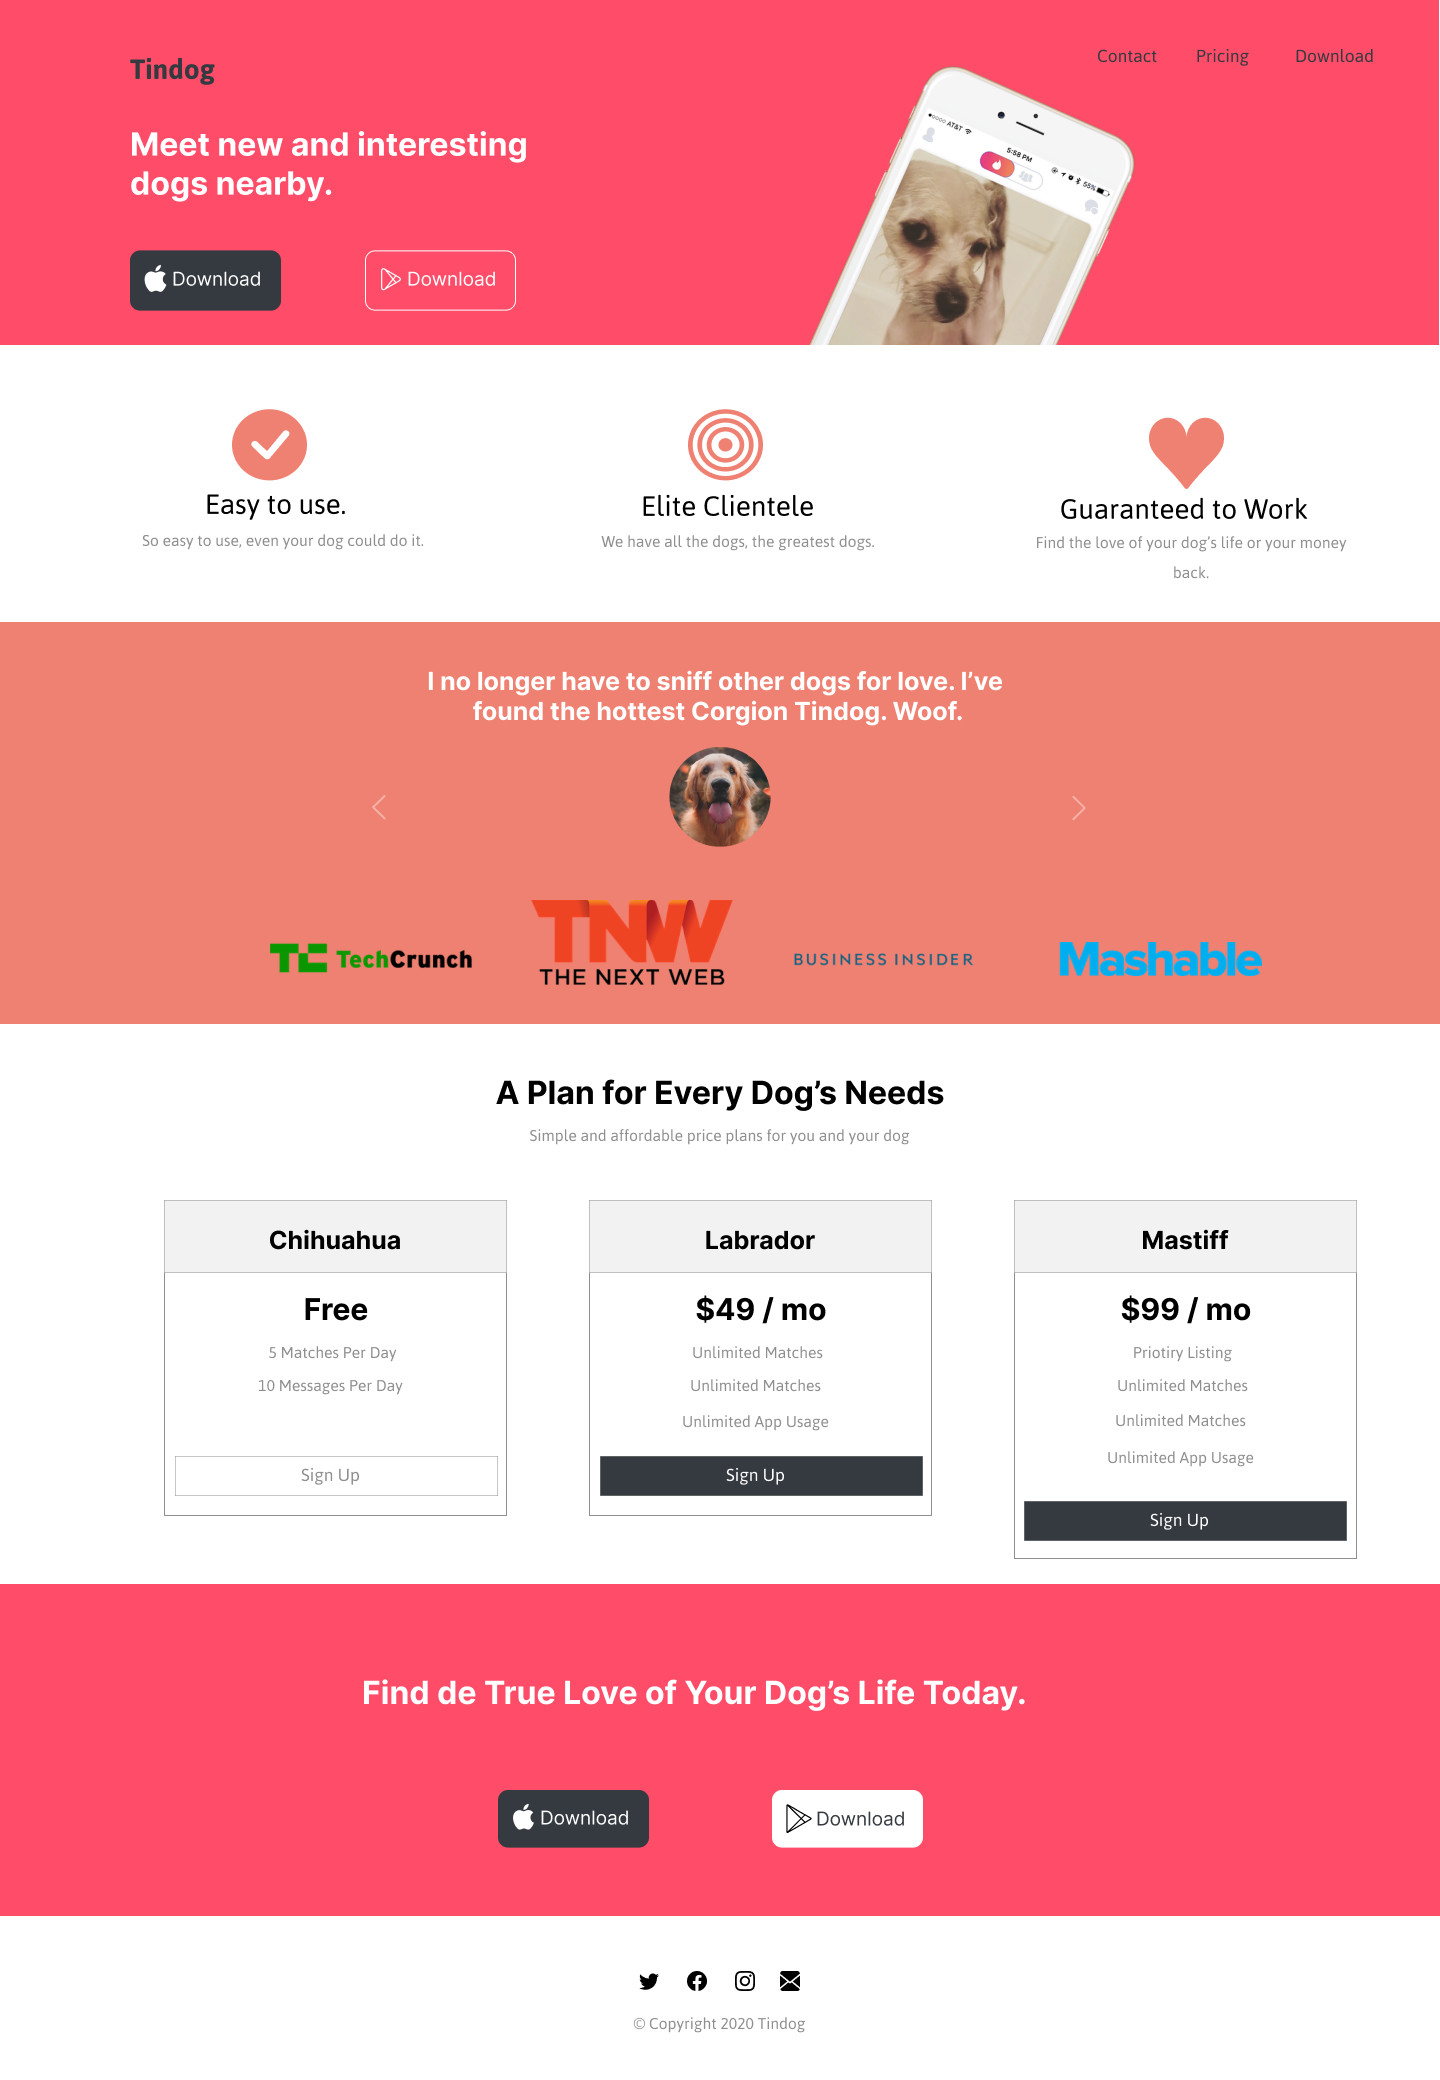 Tindog
Contact Pricing Download
Meet new and interesting
dogs nearby.
Download Download
AT&T 5:58 PM 55%
Easy to use.
So easy to use, even your dog could do it.
Elite Clientele
We have all the dogs, the greatest dogs.
Guaranteed to Work
Find the love of your dog’s life or your money
back.
I no longer have to sniff other dogs for love. I’ve
found the hottest Corgion Tindog. Woof.
TC TechCrunch
TNW
THE NEXT WEB
BUSINESS INSIDER
Mashable
A Plan for Every Dog’s Needs
Simple and affordable price plans for you and your dog
Chihuahua
Free
5 Matches Per Day
10 Messages Per Day
Sign Up
Labrador
$49 / mo
Unlimited Matches
Unlimited Matches
Unlimited App Usage
Sign Up
Mastiff
$99 / mo
Priotiry Listing
Unlimited Matches
Unlimited Matches
Unlimited App Usage
Sign Up
Find de True Love of Your Dog’s Life Today.
Download Download
© Copyright 2020 Tindog